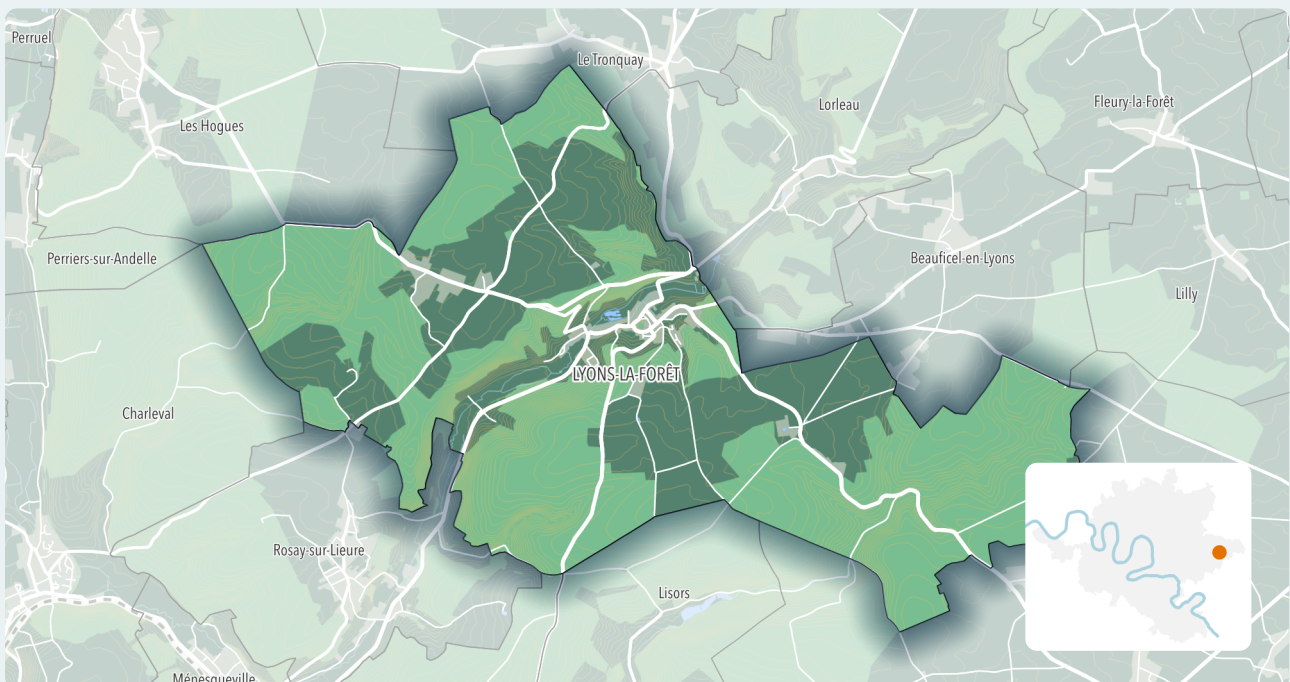 Perruel
Le Tronquay
Fleury-la-Forêt
Lorleau
Les Hogues
Perriers-sur-Andelle
Beauficel-en-Lyons
Lilly
LYONS-LA-FORÊT
Charleval
Rosay-sur-Lieure
Lisors
Ménesqueville